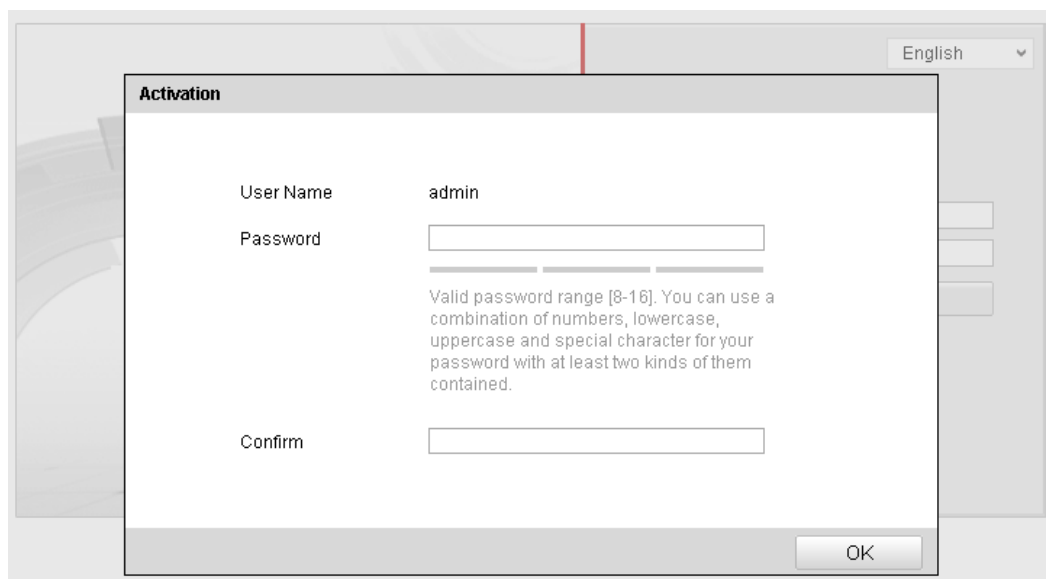 English
Activation
User Name admin
Password
Valid password range [8-16]. You can use a
combination of numbers, lowercase,
uppercase and special character for your
password with at least two kinds of them
contained.
Confirm
OK